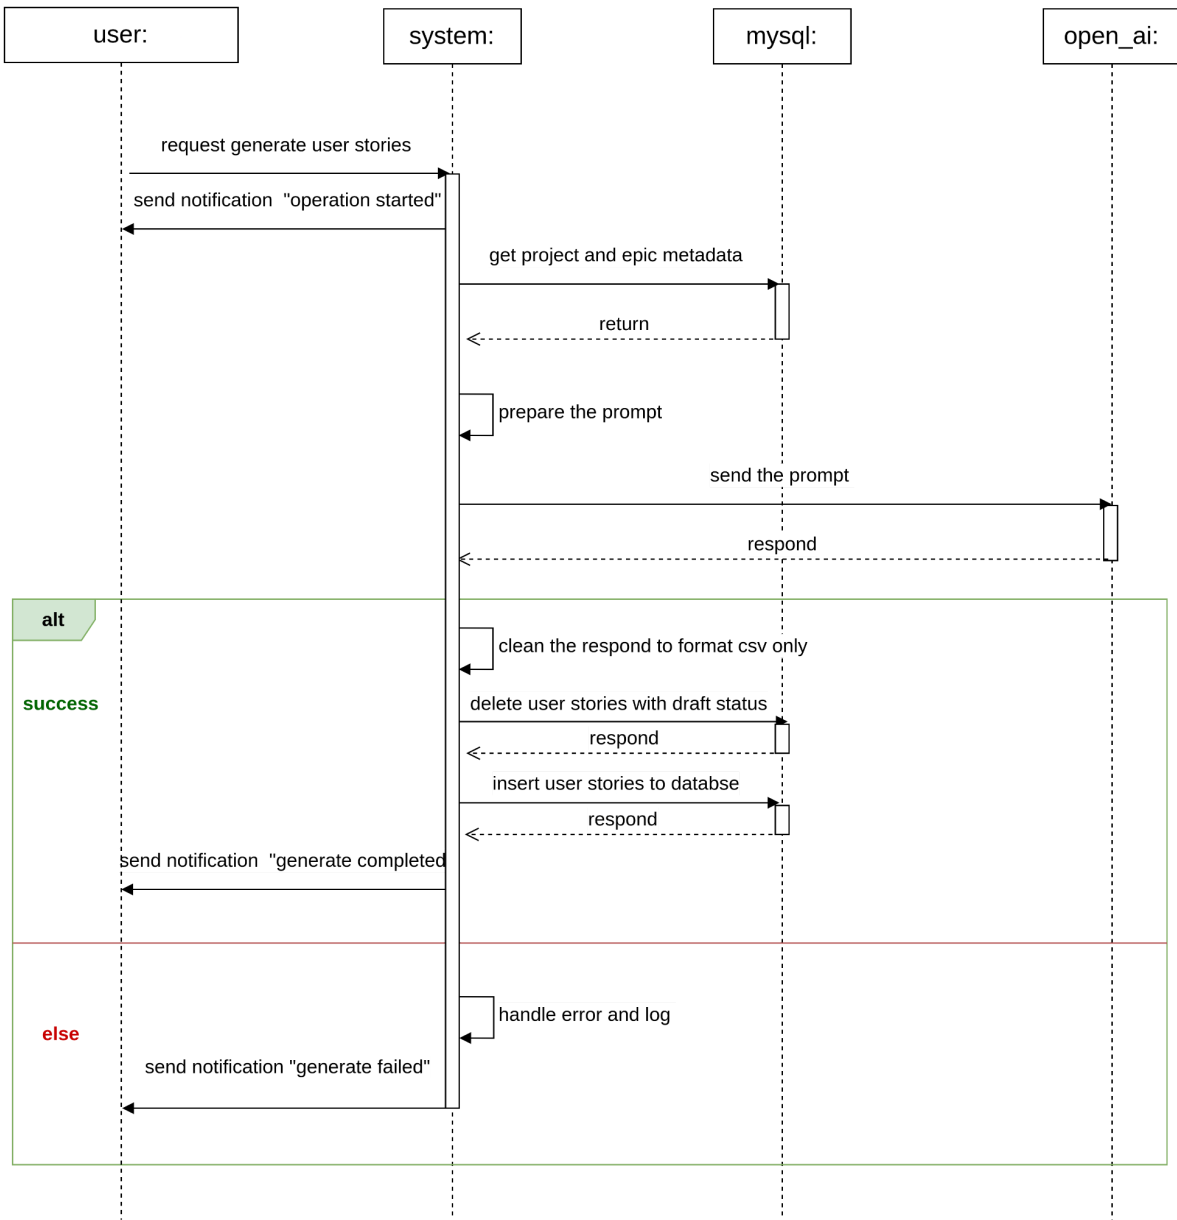 user:
system:
mysql:
open_ai:
request generate user stories
send notification  "operation started"
get project and epic metadata
return
prepare the prompt
send the prompt
respond
alt
clean the respond to format csv only
success
delete user stories with draft status
respond
insert user stories to databse
respond
send notification  "generate completed
handle error and log
else
send notification "generate failed"